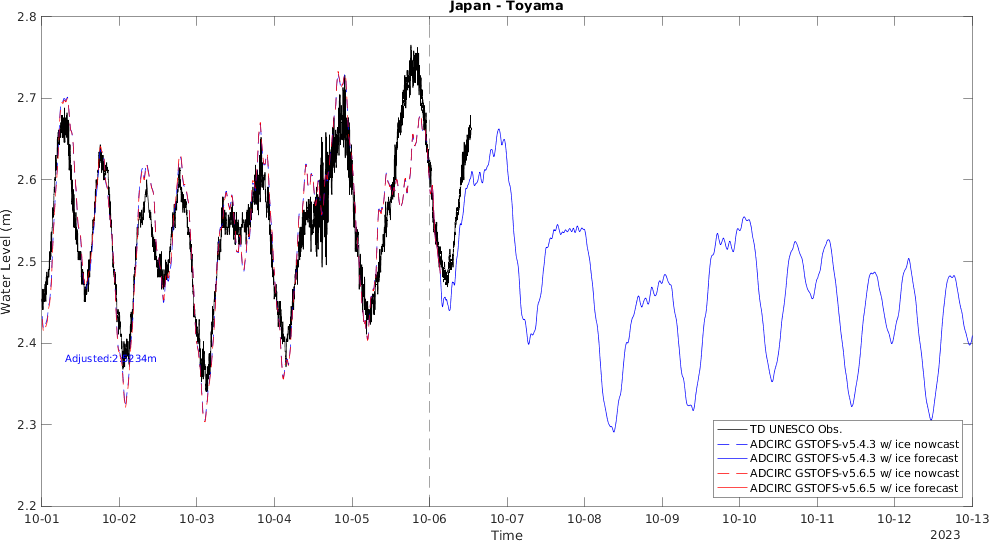 Japan - Toyama
2.8
2.7
2.6
2.5
2.4
2.3
2.2
Water Level (m)
10-01 10-02 10-03 10-04 10-05 10-06 10-07 10-08 10-09 10-10 10-11 10-12 10-13
Time
2023
TD UNESCO Obs.
ADCIRC GSTOFS-v5.4.3 w/ ice nowcast
ADCIRC GSTOFS-v5.4.3 w/ ice forecast
ADCIRC GSTOFS-v5.6.5 w/ ice nowcast
ADCIRC GSTOFS-v5.6.5 w/ ice forecast